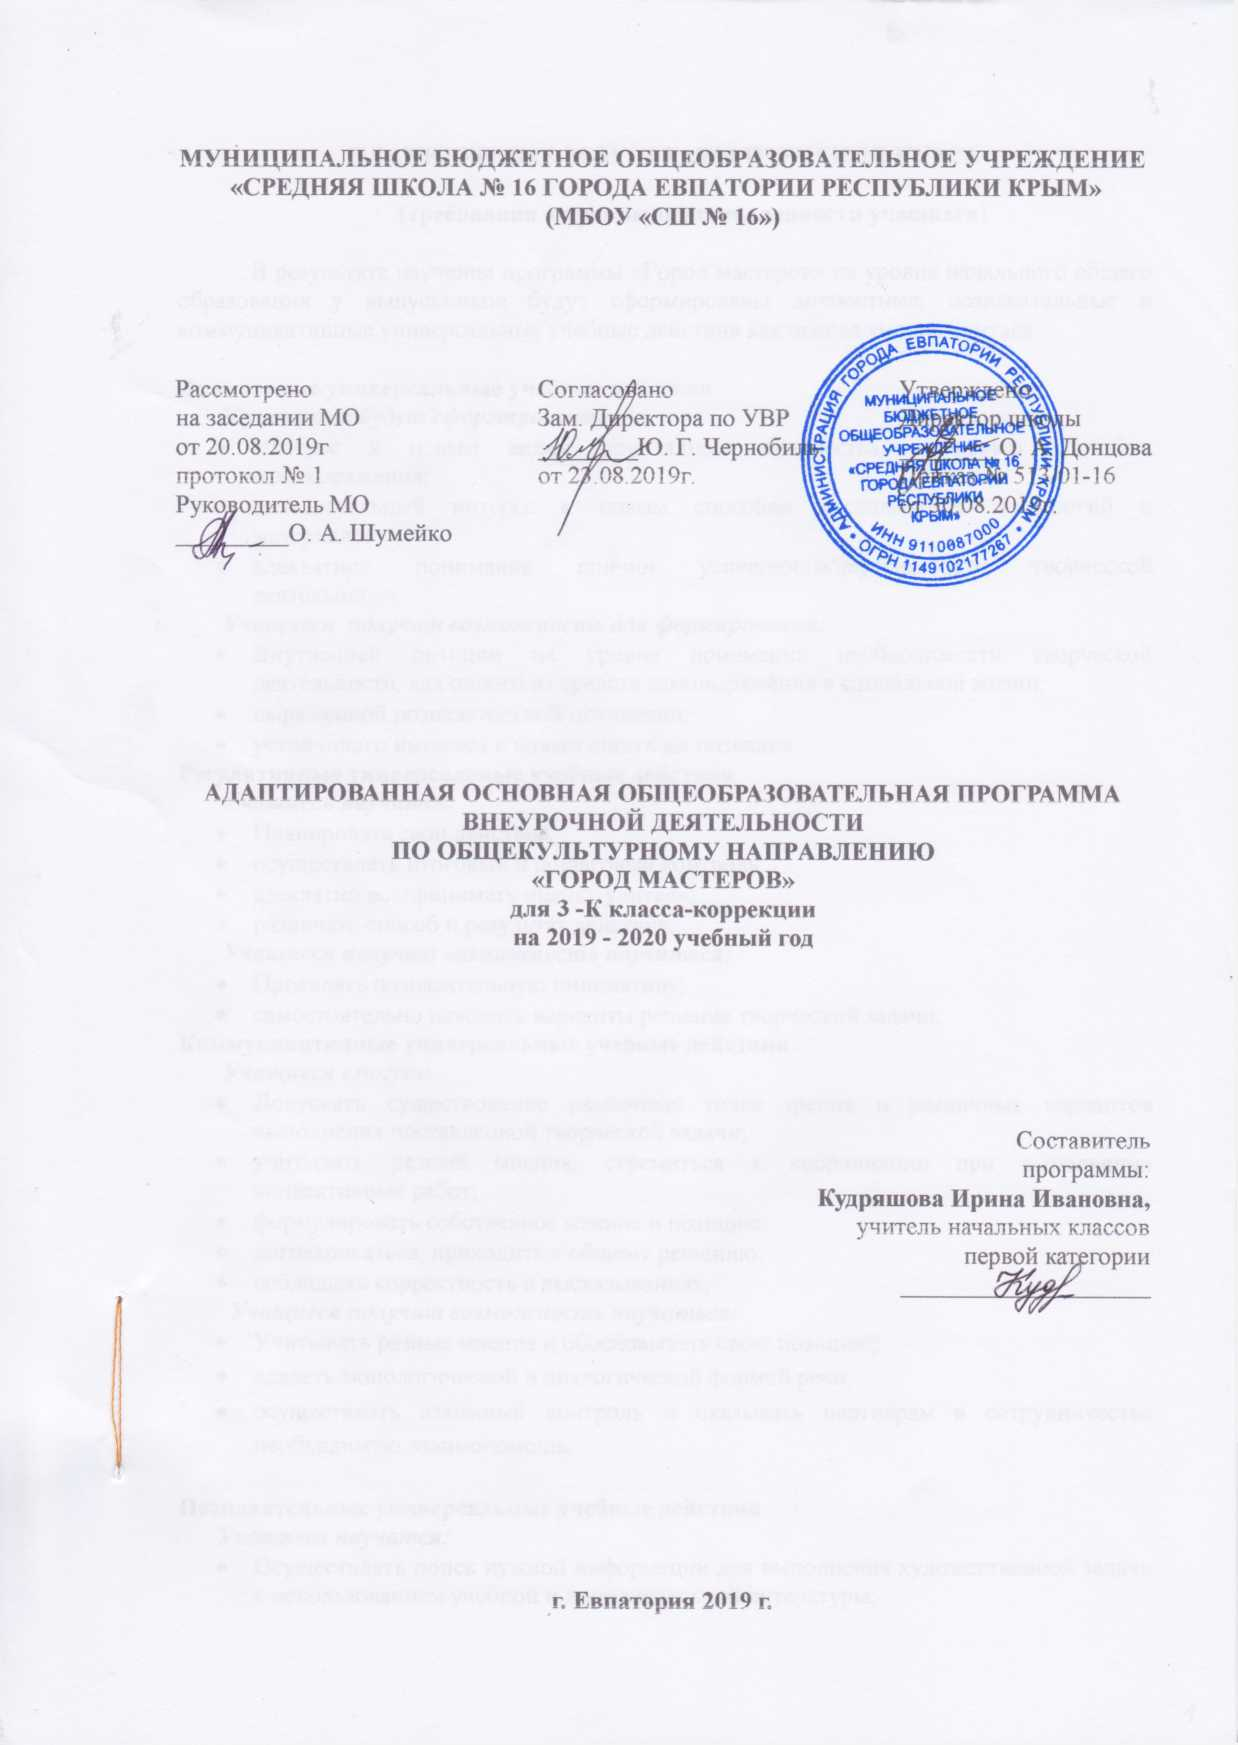 МУНИЦИПАЛЬНОЕ БЮДЖЕТНОЕ ОБЩЕОБРАЗОВАТЕЛЬНОЕ УЧРЕЖДЕНИЕ
«СРЕДНЯЯ ШКОЛА № 16 ГОРОДА ЕВПАТОРИИ РЕСПУБЛИКИ КРЫМ»
(МБОУ «СШ № 16»)
Рассмотрено
на заседании МО
от 20.08.2019г
протокол № 1
Руководитель МО
О. А. Шумейко
Согласовано
Зам. Директора по УВР
Ю. Г. Чернобиль
от 23.08.2019г.
Утверждено
Директор школы
О. А. Донцова
Приказ №
01-16
от 30.08.2019г.
АДМИНИСТРАЦИЯ ГОРОДА ЕВПАТОРИИ РЕСПУБЛИКИ КРЫМ
МУНИЦИПАЛЬНОЕ
БЮДЖЕТНОЕ
ОБЩЕОБРАЗОВАТЕЛЬНОЕ
УЧРЕЖДЕНИЕ
«СРЕДНЯЯ ШКОЛА № 16
ГОРОДА ЕВПАТОРИИ
РЕСПУБЛИКИ
КРЫМ»
ИНН 9110087000
ОГРН 1149102177267
АДАПТИРОВАННАЯ ОСНОВНАЯ ОБЩЕОБРАЗОВАТЕЛЬНАЯ ПРОГРАММА
ВНЕУРОЧНОЙ ДЕЯТЕЛЬНОСТИ
ПО ОБЩЕКУЛЬТУРНОМУ НАПРАВЛЕНИЮ
«ГОРОД МАСТЕРОВ»
для 3 -К класса-коррекции
на 2019 - 2020 учебный год
Составитель
программы:
Кудряшова Ирина Ивановна,
учитель начальных классов
первой категории
г. Евпатория 2019 г.